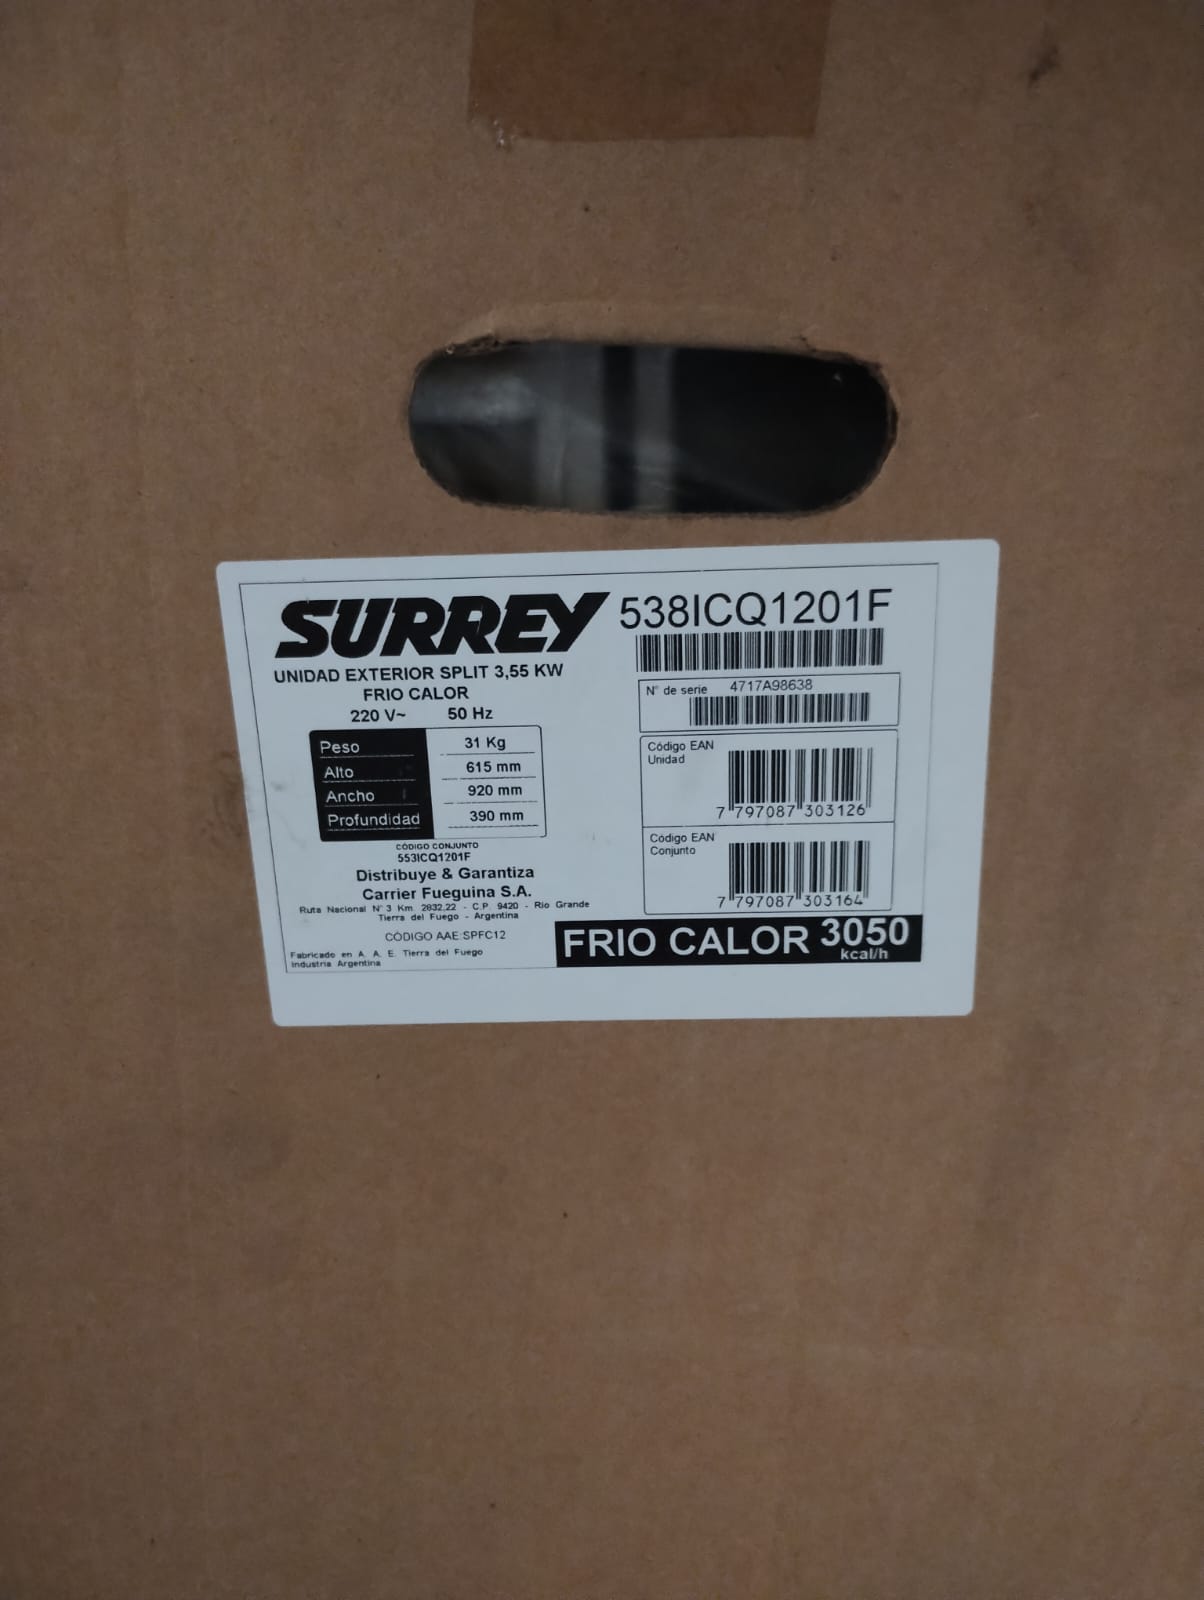 SURREY
538ICQ1201F
UNIDAD EXTERIOR SPLIT 3,55 KW
FRIO CALOR
220 V~ 50 Hz
Peso 31 Kg
Alto 615 mm
Ancho 920 mm
Profundidad 390 mm
CÓDIGO CONJUNTO
553ICQ1201F
Distribuye & Garantiza
Carrier Fueguina S.A.
Ruta Nacional N° 3 Km 2832,22 - C.P. 9420 - Rio Grande
Tierra del Fuego - Argentina
CÓDIGO AAE:SPFC12
Fabricado en A. A. E. Tierra del Fuego
Industria Argentina
N° de serie 4717A98638
Código EAN
Unidad
7 797087 303126
Código EAN
Conjunto
7 797087 303164
FRIO CALOR 3050
kcal/h